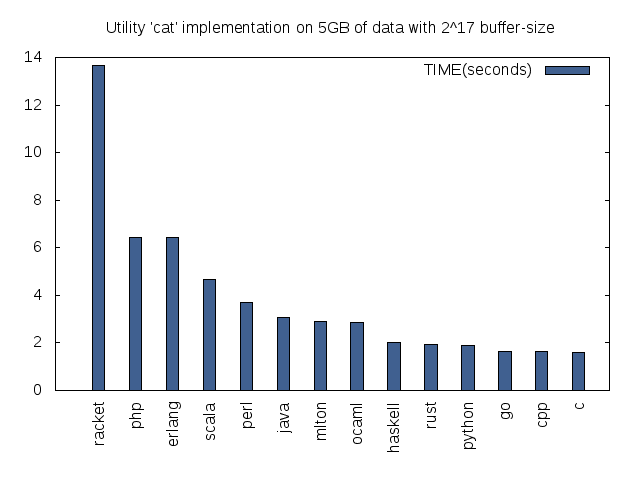 Utility 'cat' implementation on 5GB of data with 2^17 buffer-size
TIME(seconds)
14
12
10
8
6
4
2
0
racket
php
erlang
scala
perl
java
mlton
ocaml
haskell
rust
python
go
cpp
c